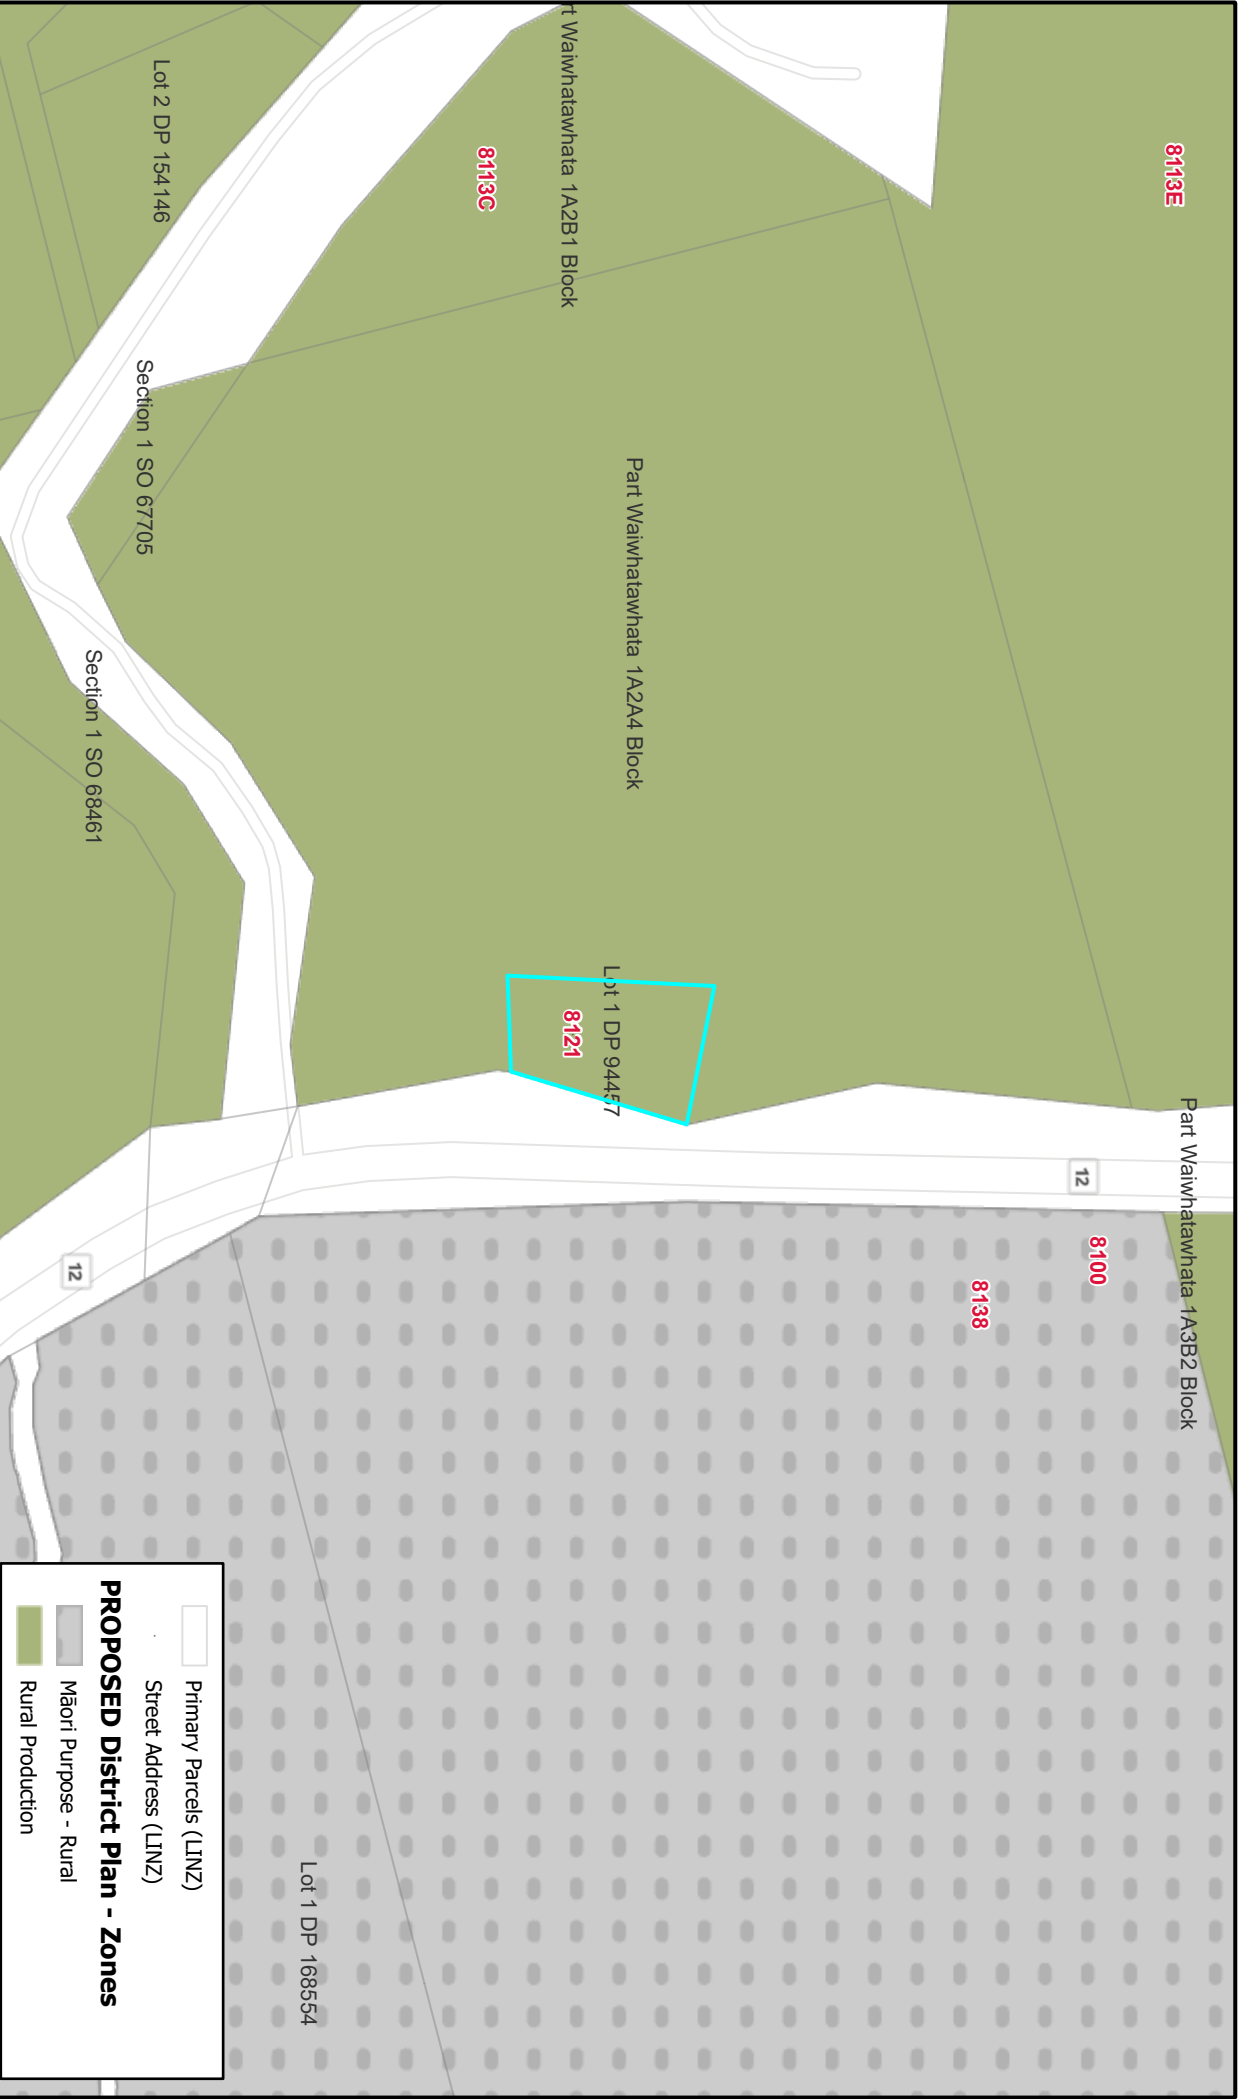 8113E
Part Waiwhatawhata 1A3B2 Block
8100
12
8138
Part Waiwhatawhata 1A2A4 Block
Lot 1 DP 94457
8121
rt Waiwhatawhata 1A2B1 Block
8113C
Lot 1 DP 168554
Lot 2 DP 154146
Section 1 SO 67705
Section 1 SO 68461
12
Primary Parcels (LINZ)
Street Address (LINZ)
PROPOSED District Plan - Zones
Māori Purpose - Rural
Rural Production